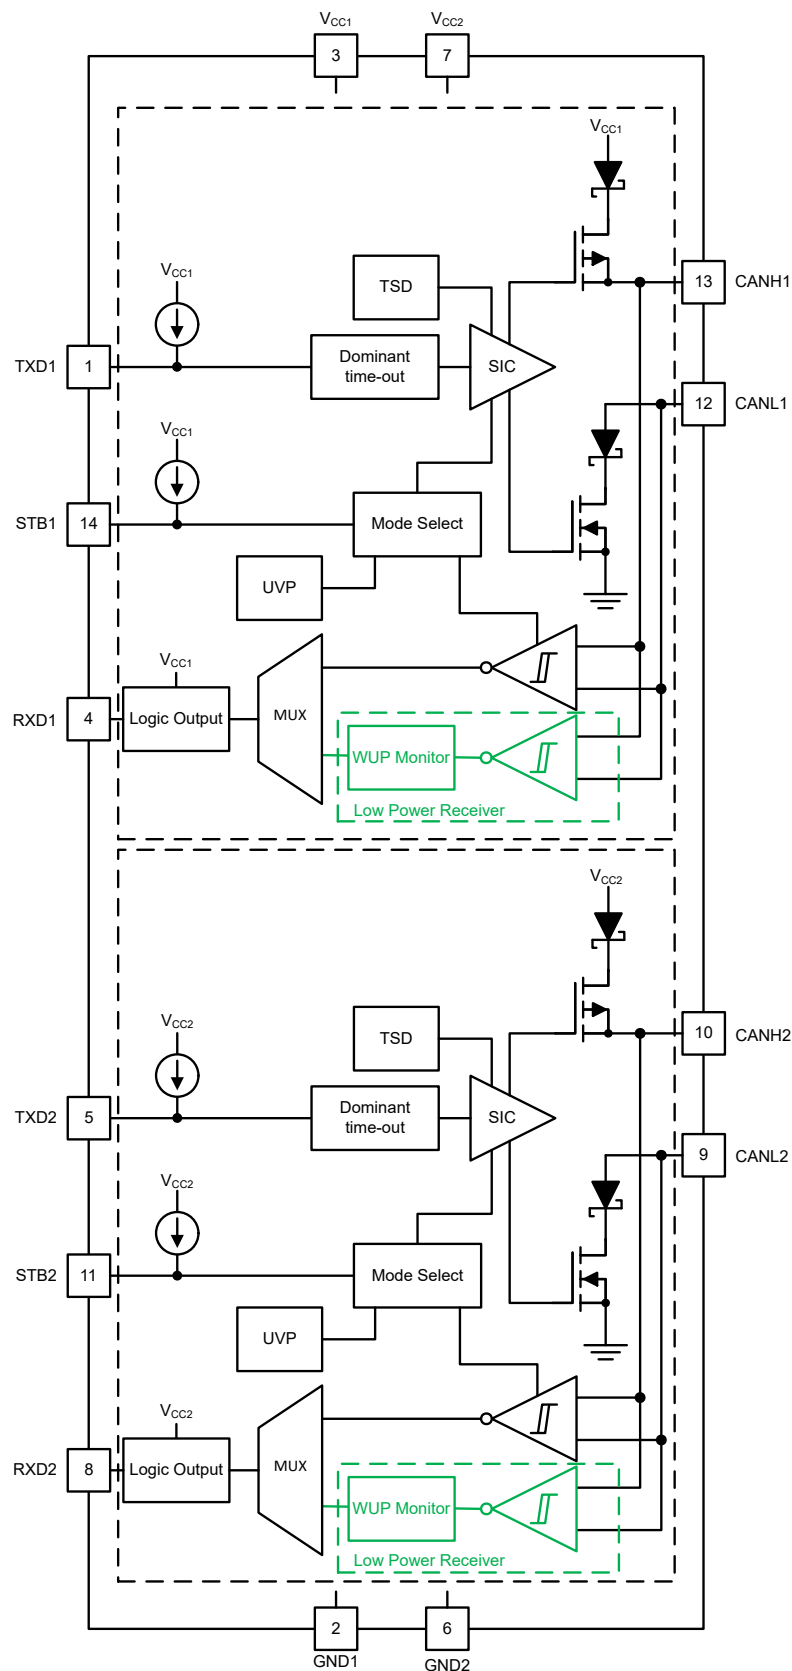 VCC1
VCC2
3
7
VCC1
TSD
VCC1
13
CANH1
TXD1
1
Dominant
time-out
SIC
12
CANL1
VCC1
STB1
14
Mode Select
UVP
VCC1
RXD1
4
Logic Output
MUX
WUP Monitor
Low Power Receiver
VCC2
TSD
VCC2
10
CANH2
TXD2
5
Dominant
time-out
SIC
9
CANL2
VCC2
STB2
11
Mode Select
UVP
VCC2
RXD2
8
Logic Output
MUX
WUP Monitor
Low Power Receiver
2
6
GND1
GND2